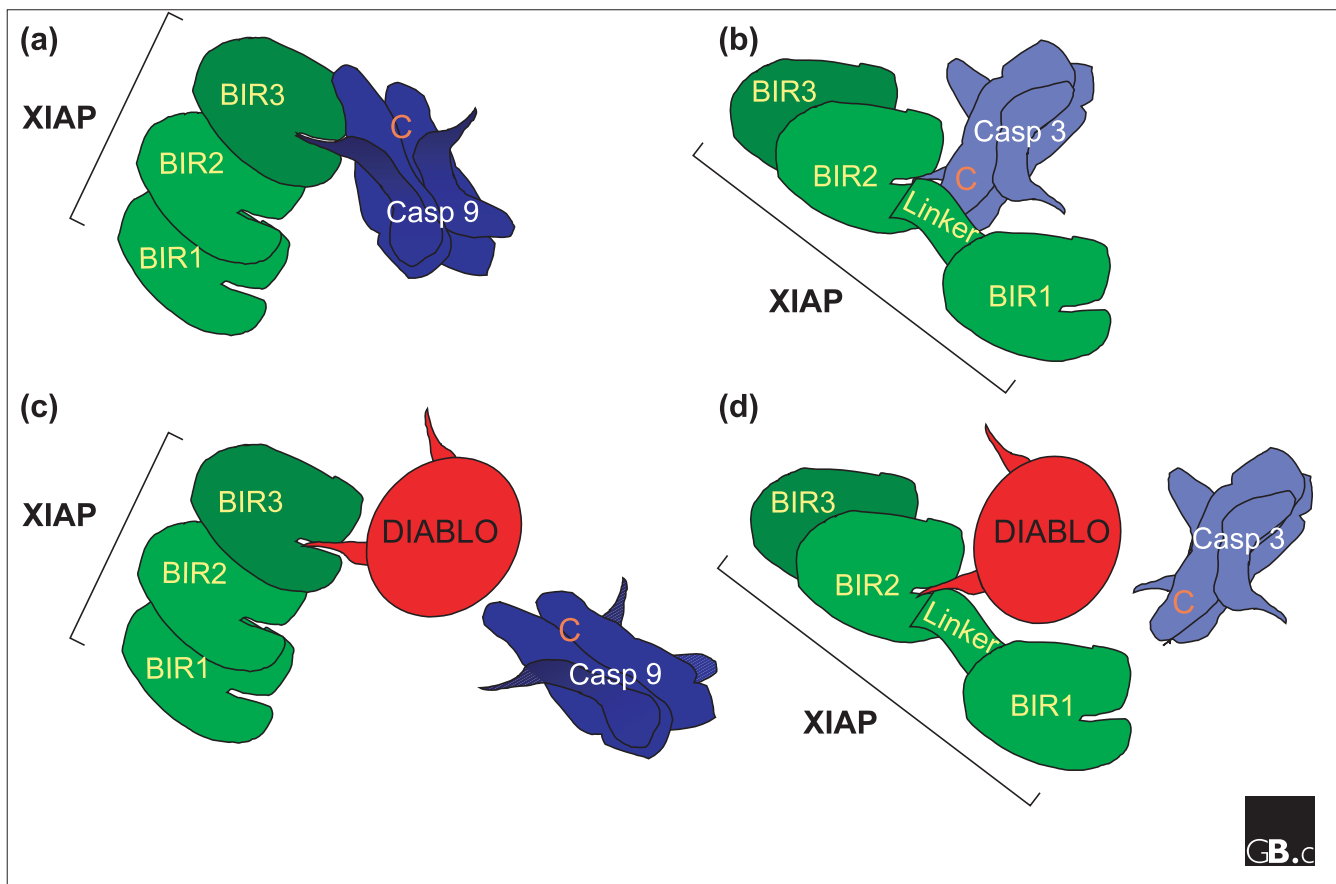 (a)
XIAP
BIR3
BIR2
BIR1
C
Casp 9
(b)
BIR3
BIR2
Linker
BIR1
C
Casp 3
XIAP
(c)
XIAP
BIR3
BIR2
BIR1
DIABLO
C
Casp 9
(d)
BIR3
BIR2
Linker
BIR1
DIABLO
C
Casp 3
XIAP
GB.c